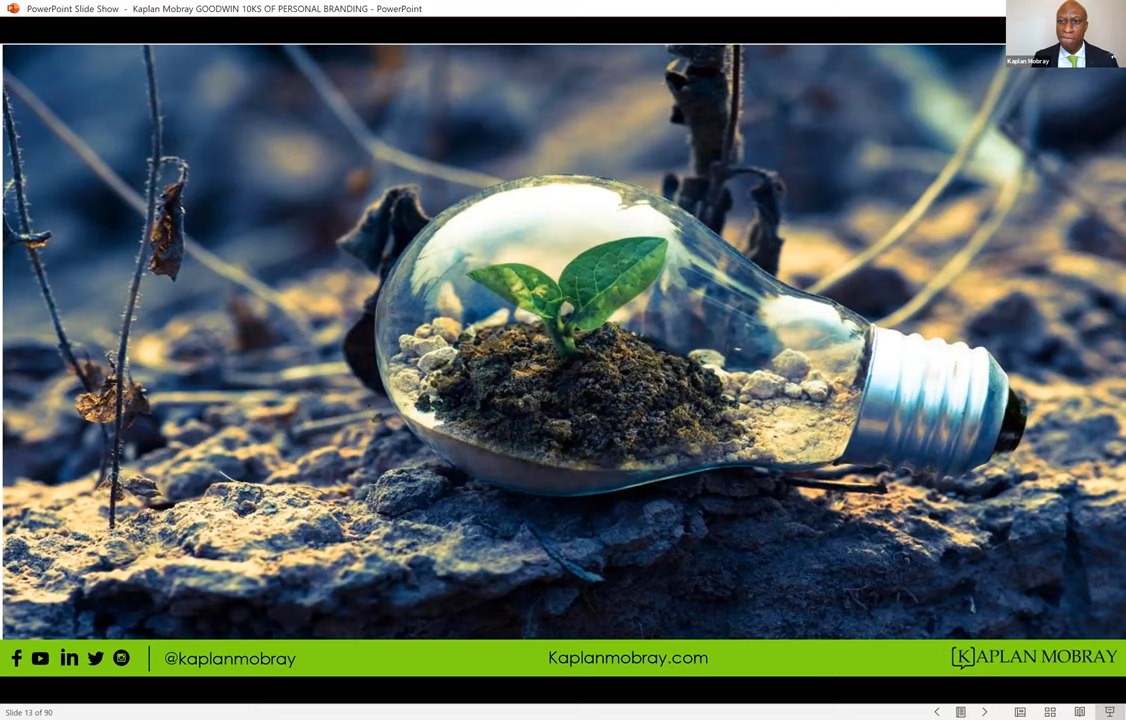 PowerPoint Slide Show - Kaplan Mobray GOODWIN 10KS OF PERSONAL BRANDING - PowerPoint
Kaplan Mobray
@kaplanmobray
Kaplanmobray.com
[K]APLAN MOBRAY
Slide 13 of 90